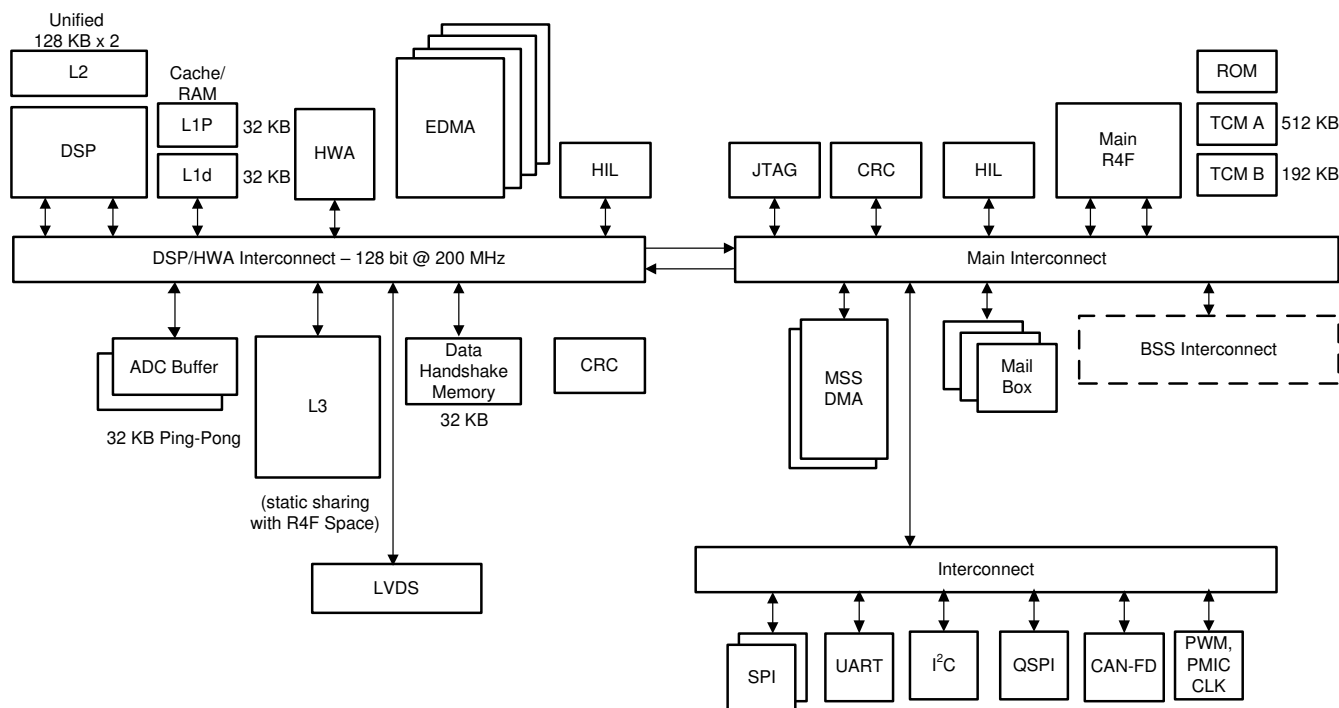 Unified
128 KB x 2
L2
Cache/
RAM
DSP
L1P
32 KB
L1d
32 KB
HWA
EDMA
HIL
JTAG
CRC
HIL
Main
R4F
ROM
TCM A
512 KB
TCM B
192 KB
DSP/HWA Interconnect – 128 bit @ 200 MHz
Main Interconnect
ADC Buffer
32 KB Ping-Pong
L3
(static sharing
with R4F Space)
Data
Handshake
Memory
32 KB
CRC
LVDS
MSS
DMA
Mail
Box
BSS Interconnect
Interconnect
SPI
UART
I²C
QSPI
CAN-FD
PWM,
PMIC
CLK